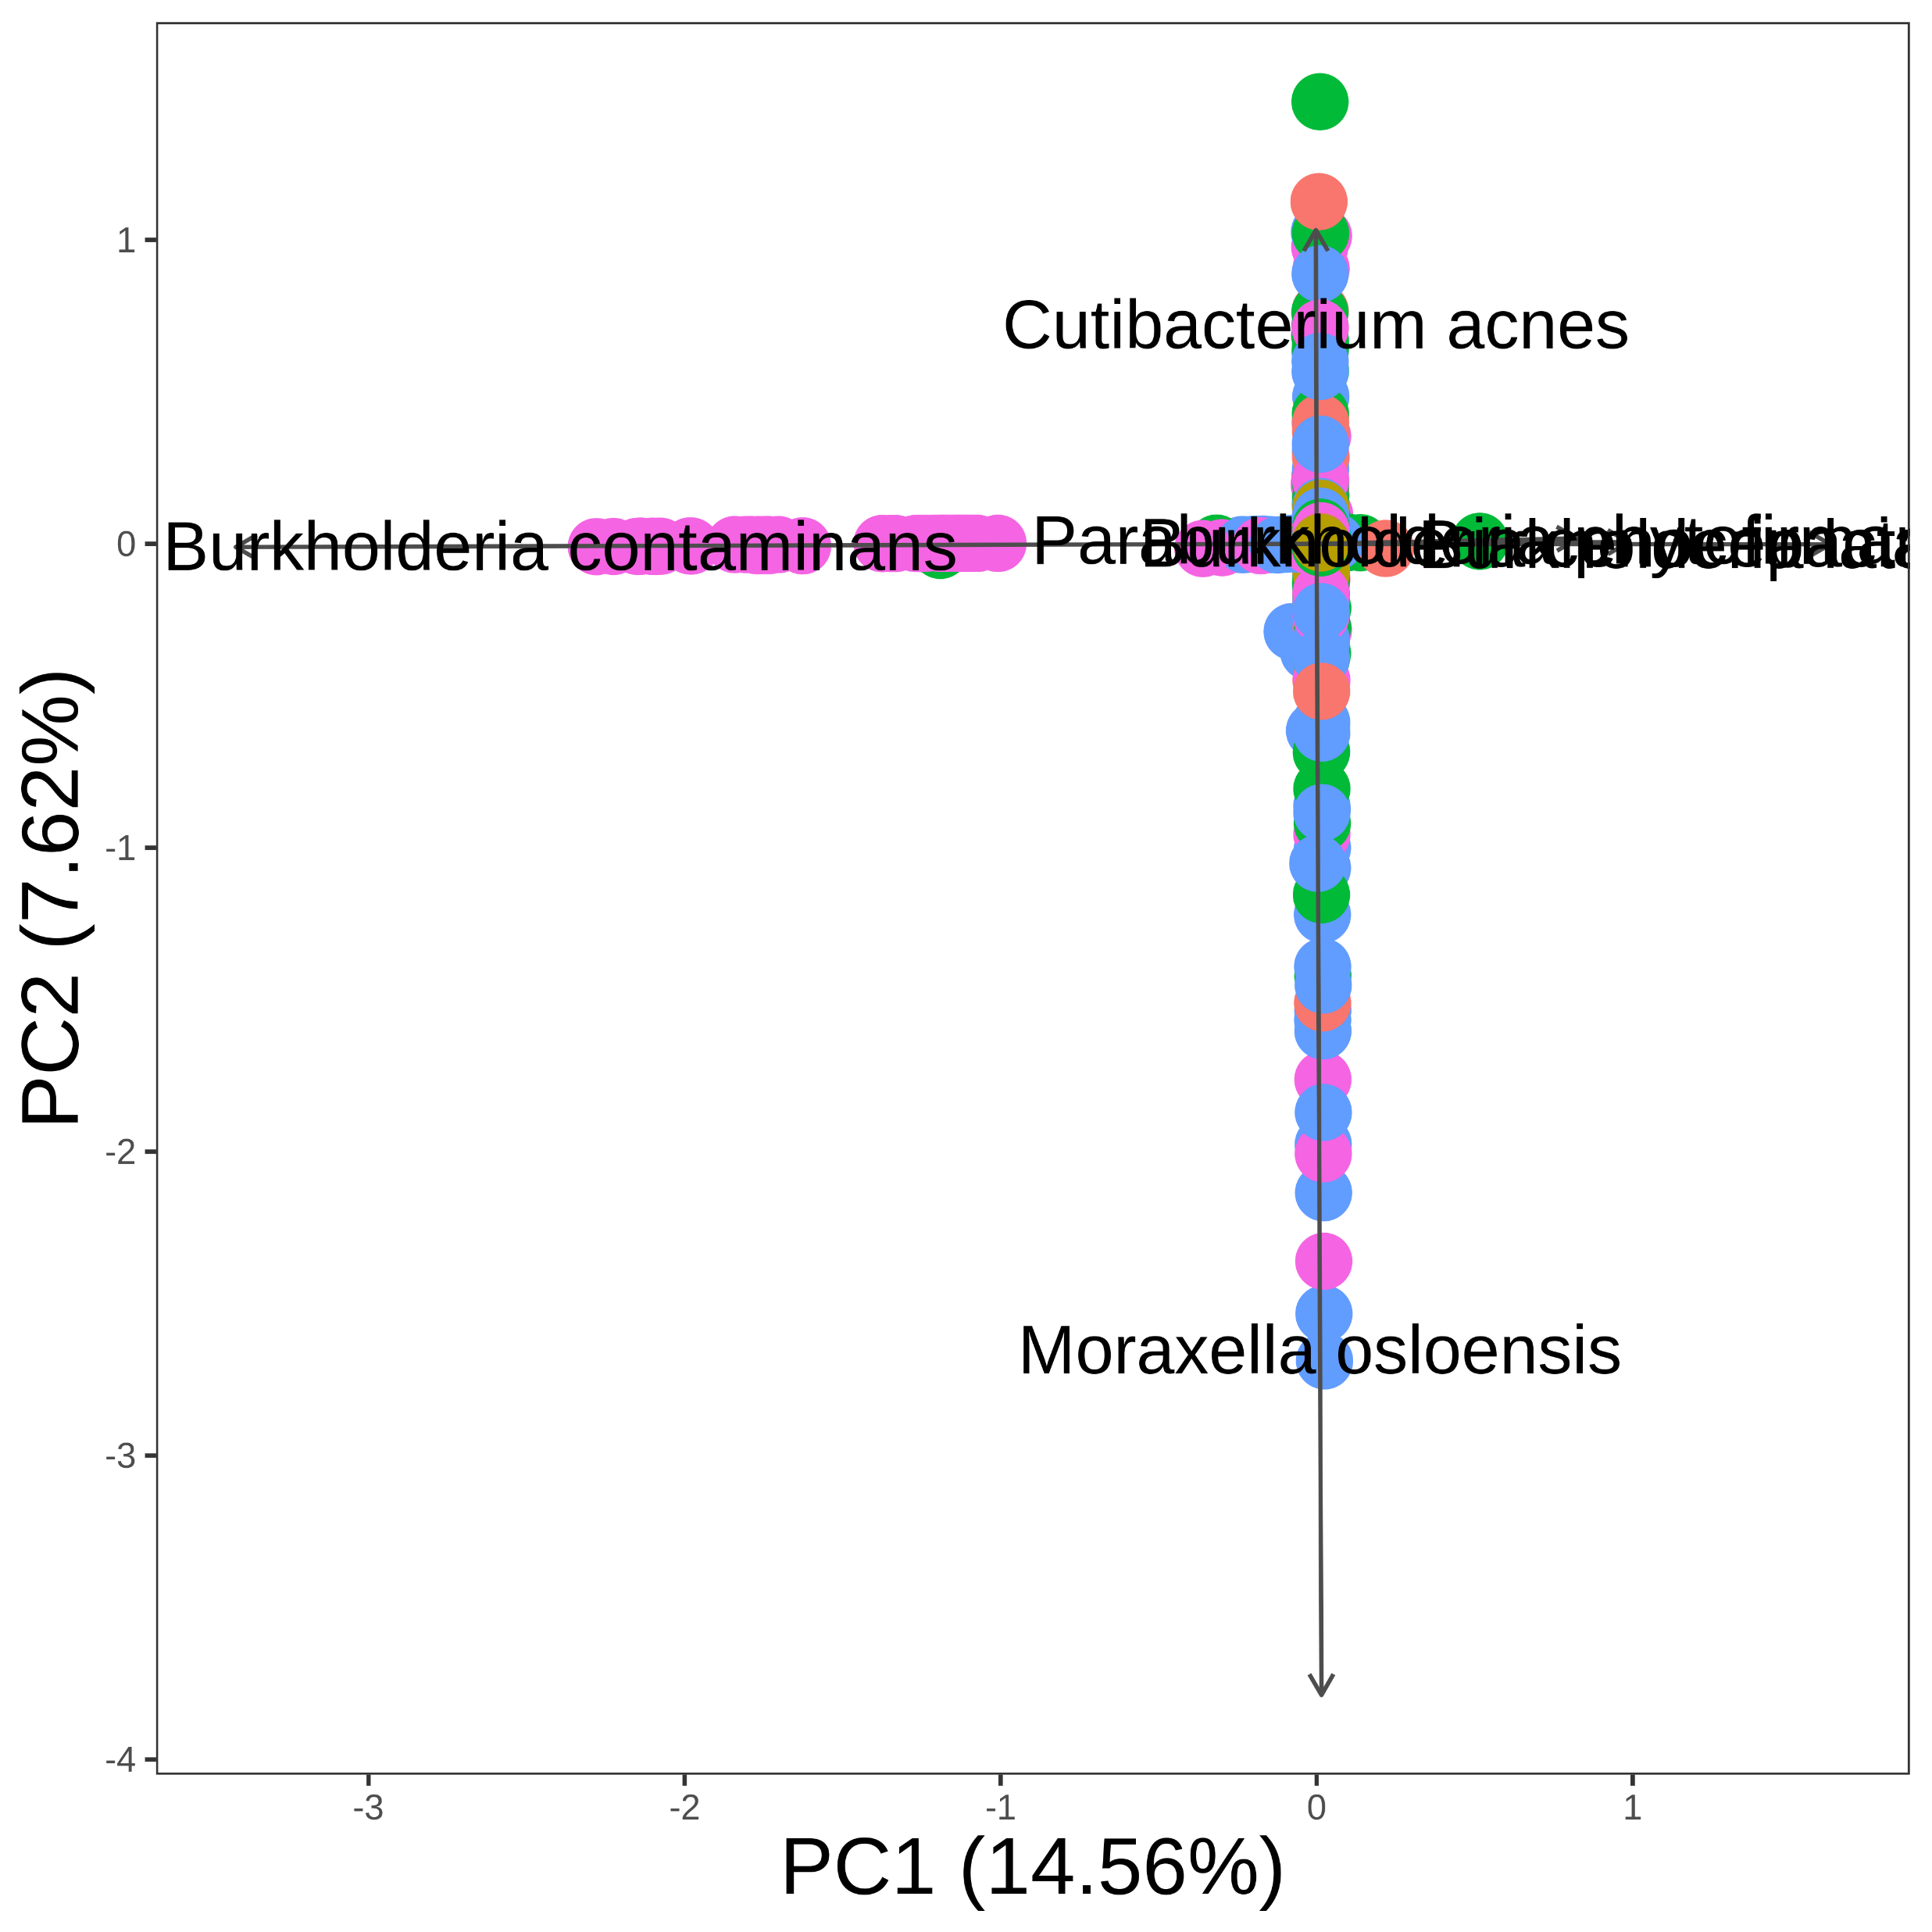 1
Cutibacterium acnes
0
Burkholderia contaminans
-1
PC2 (7.62%)
-2
Moraxella osloensis
-3
-4
-3
-2
-1
0
1
PC1 (14.56%)